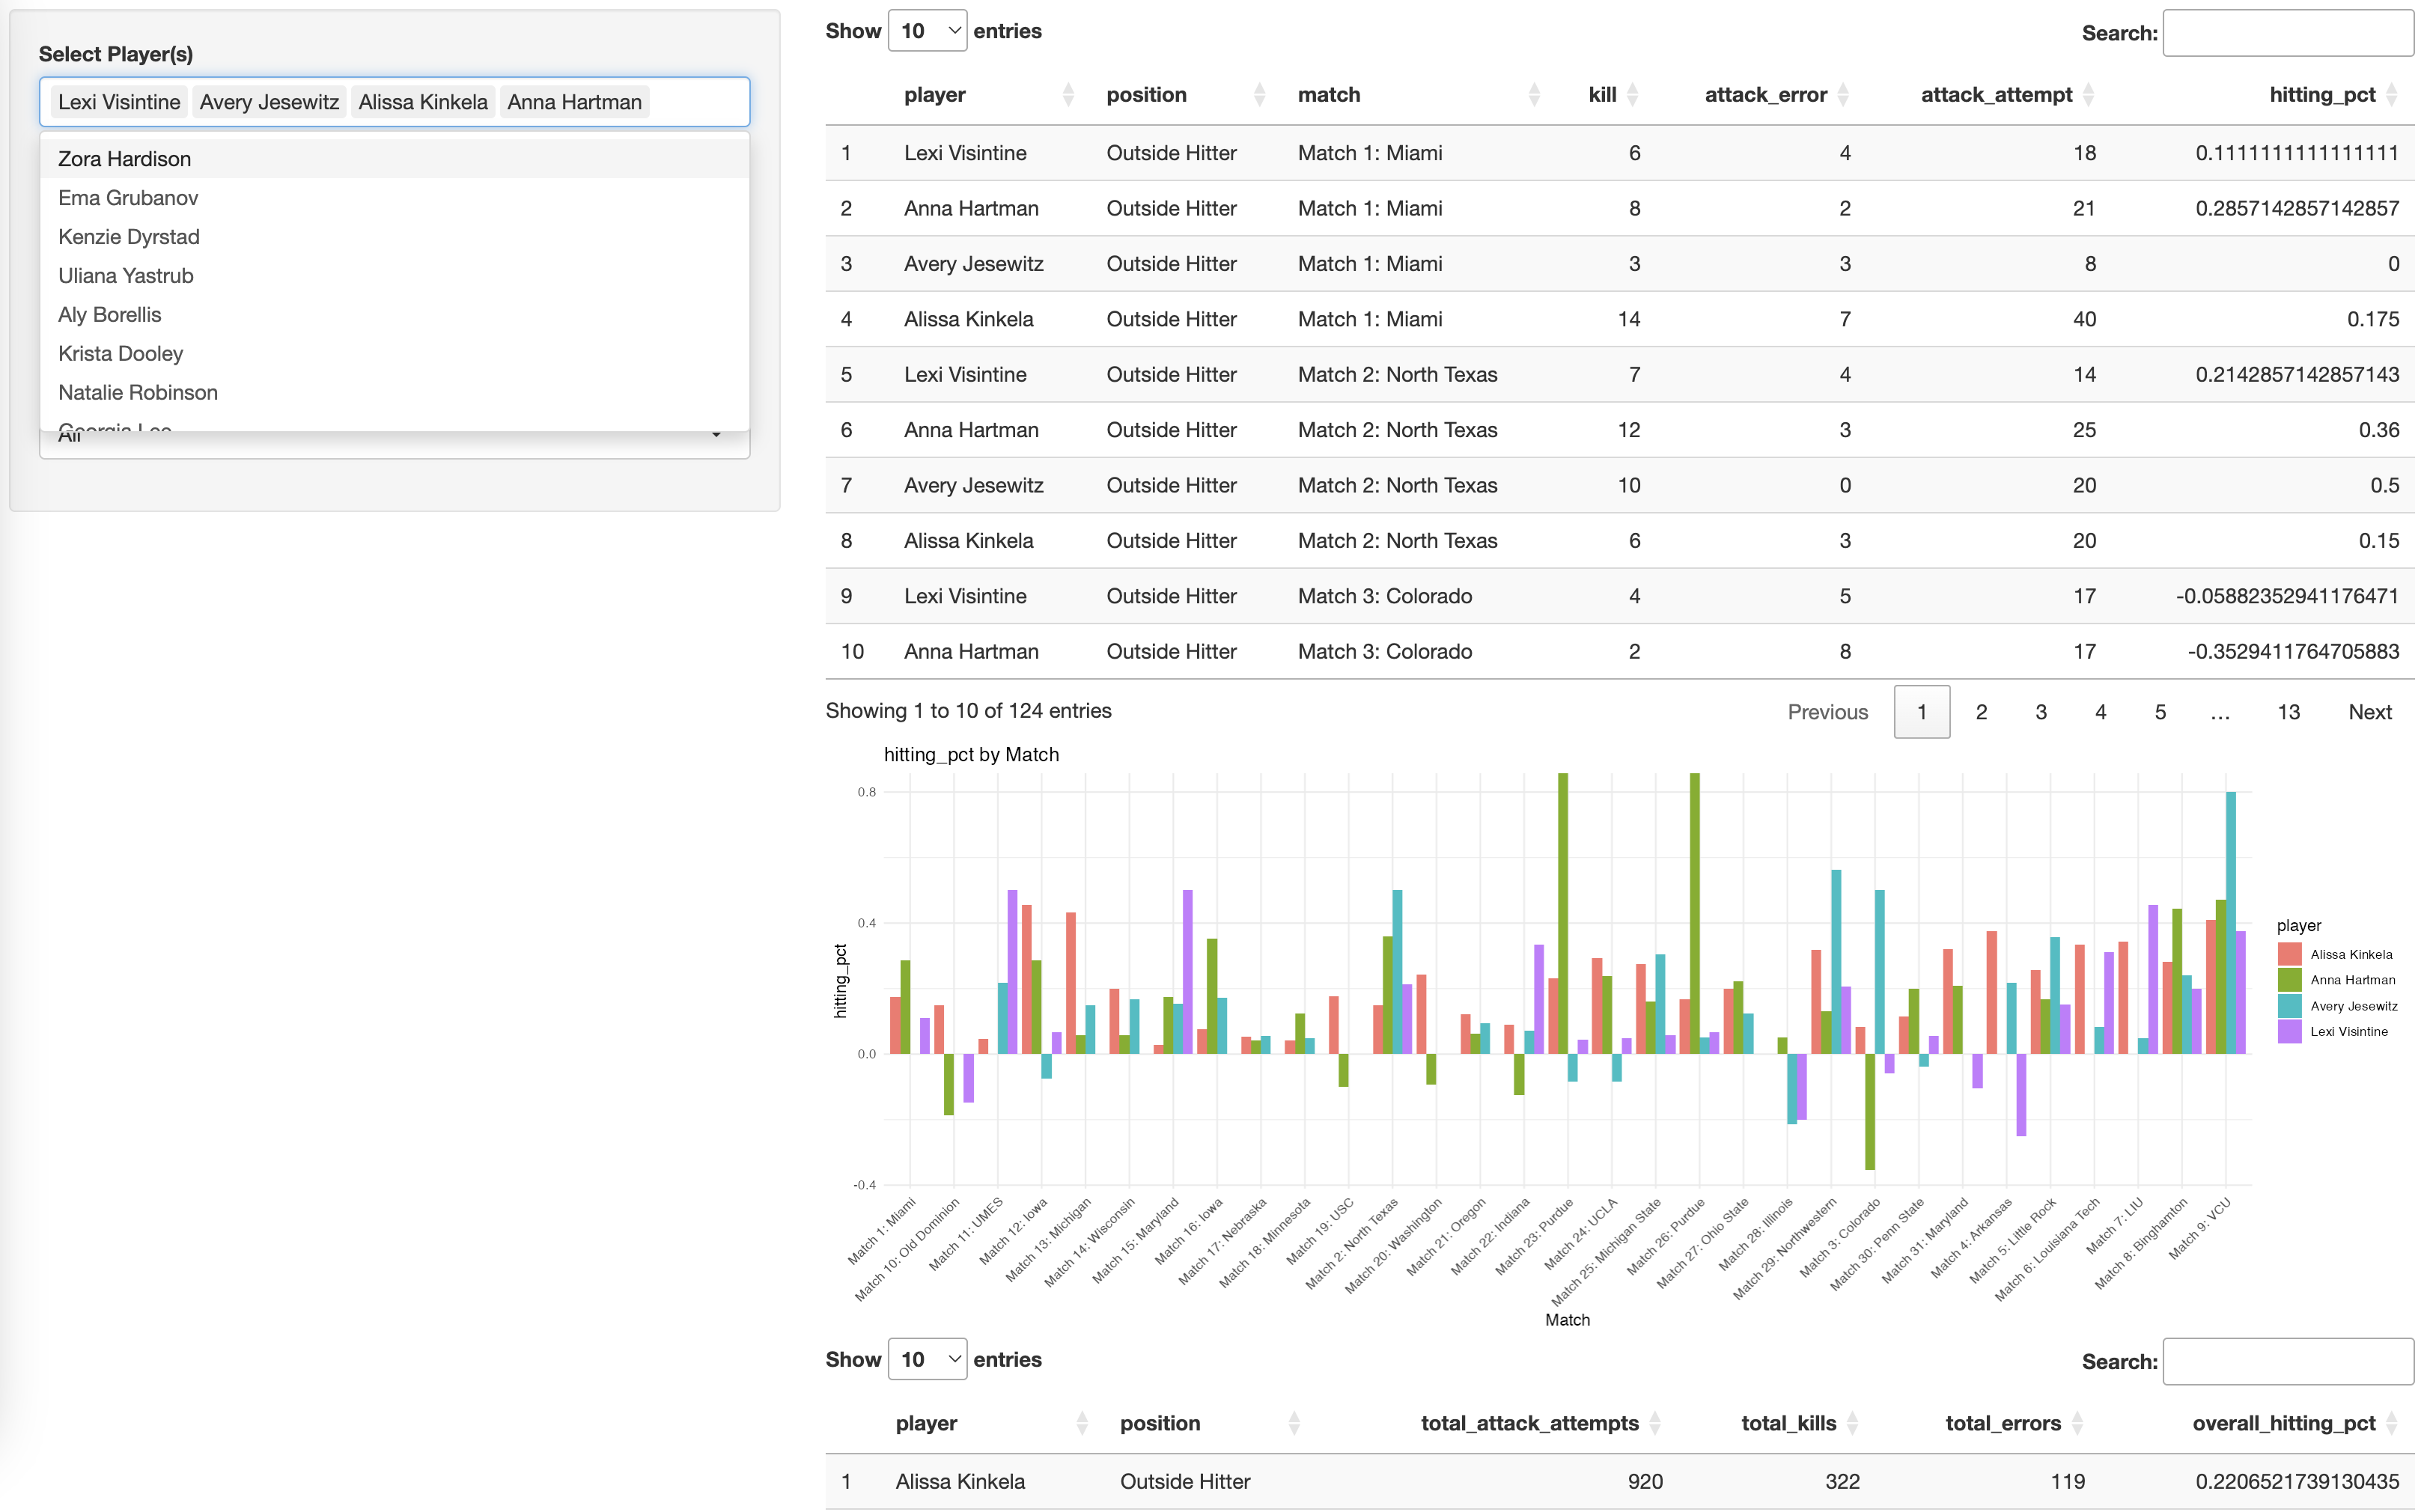 Select Player(s)
Lexi Visintine Avery Jesewitz Alissa Kinkela Anna Hartman
Zora Hardison
Ema Grubanov
Kenzie Dyrstad
Uliana Yastrub
Aly Borellis
Krista Dooley
Natalie Robinson
All
Show 10 entries
Search:
player position match kill attack_error attack_attempt hitting_pct
1 Lexi Visintine Outside Hitter Match 1: Miami 6 4 18 0.1111111111111111
2 Anna Hartman Outside Hitter Match 1: Miami 8 2 21 0.2857142857142857
3 Avery Jesewitz Outside Hitter Match 1: Miami 3 3 8 0
4 Alissa Kinkela Outside Hitter Match 1: Miami 14 7 40 0.175
5 Lexi Visintine Outside Hitter Match 2: North Texas 7 4 14 0.2142857142857143
6 Anna Hartman Outside Hitter Match 2: North Texas 12 3 25 0.36
7 Avery Jesewitz Outside Hitter Match 2: North Texas 10 0 20 0.5
8 Alissa Kinkela Outside Hitter Match 2: North Texas 6 3 20 0.15
9 Lexi Visintine Outside Hitter Match 3: Colorado 4 5 17 -0.05882352941176471
10 Anna Hartman Outside Hitter Match 3: Colorado 2 8 17 -0.3529411764705883
Showing 1 to 10 of 124 entries
Previous 1 2 3 4 5 … 13 Next
hitting_pct by Match
0.8
0.4
0.0
-0.4
hitting_pct
Match 1: Miami
Match 10: Old Dominion
Match 11: UMES
Match 12: Iowa
Match 13: Michigan
Match 14: Wisconsin
Match 15: Maryland
Match 16: Iowa
Match 17: Nebraska
Match 18: Minnesota
Match 19: USC
Match 2: North Texas
Match 20: Washington
Match 21: Oregon
Match 22: Indiana
Match 23: Purdue
Match 24: UCLA
Match 25: Michigan State
Match 26: Purdue
Match 27: Ohio State
Match 28: Illinois
Match 29: Northwestern
Match 3: Colorado
Match 30: Penn State
Match 31: Maryland
Match 4: Arkansas
Match 5: Little Rock
Match 6: Louisiana Tech
Match 7: LIU
Match 8: Binghamton
Match 9: VCU
Match
player
Alissa Kinkela
Anna Hartman
Avery Jesewitz
Lexi Visintine
Show 10 entries
Search:
player position total_attack_attempts total_kills total_errors overall_hitting_pct
1 Alissa Kinkela Outside Hitter 920 322 119 0.2206521739130435